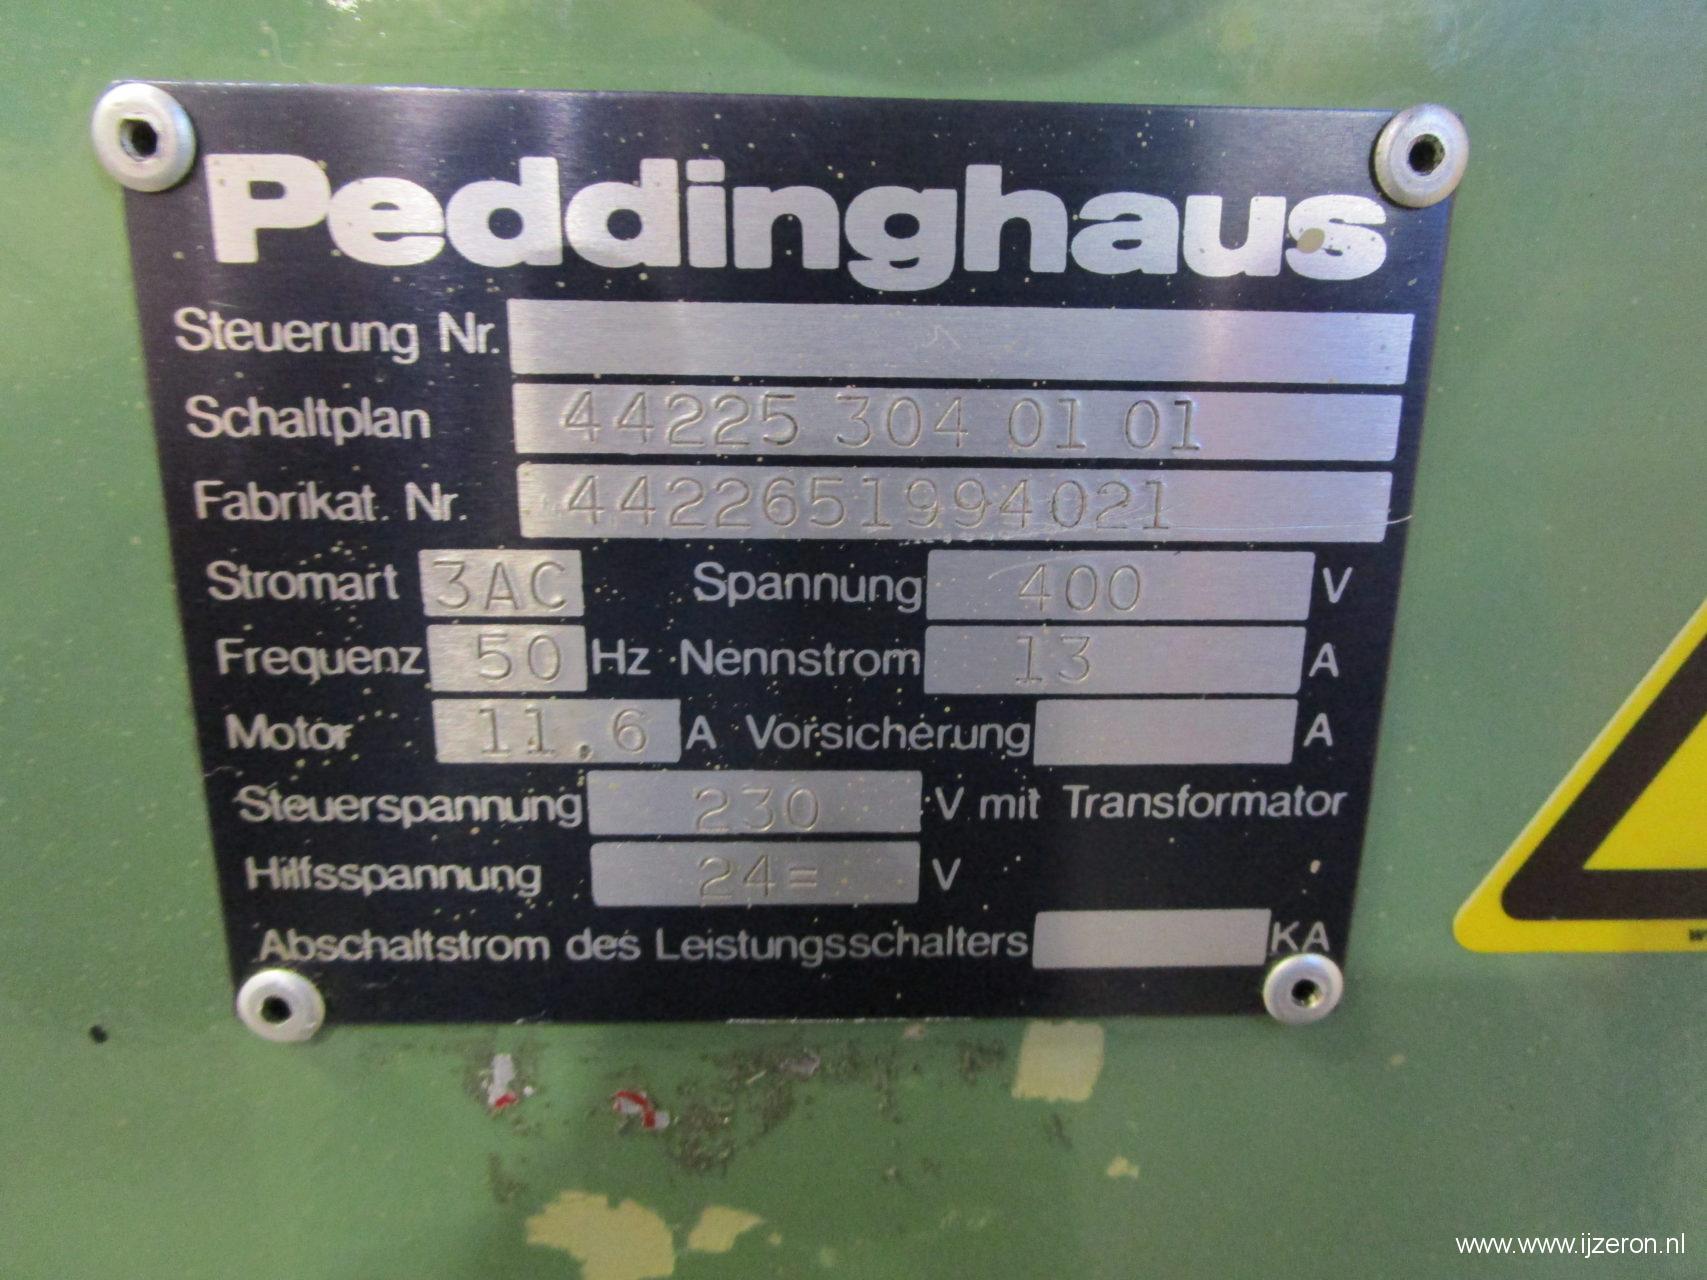 Peddinghaus
Steuerung Nr.
Schaltplan 44225 304 01 01
Fabrikat. Nr. 4422651994021
Stromart 3AC Spannung 400 V
Frequenz 50 Hz Nennstrom 13 A
Motor 11,6 A Vorsicherung A
Steuerspannung 230 V mit Transformator
Hilfsspannung 24= V
Abschaltstrom des Leistungsschalters KA
www.www.ijzeron.nl